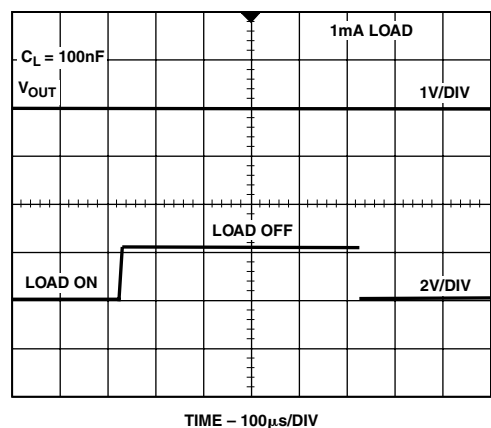 1mA LOAD
C_L = 100nF
V_OUT
1V/DIV
LOAD OFF
LOAD ON
2V/DIV
TIME – 100µs/DIV